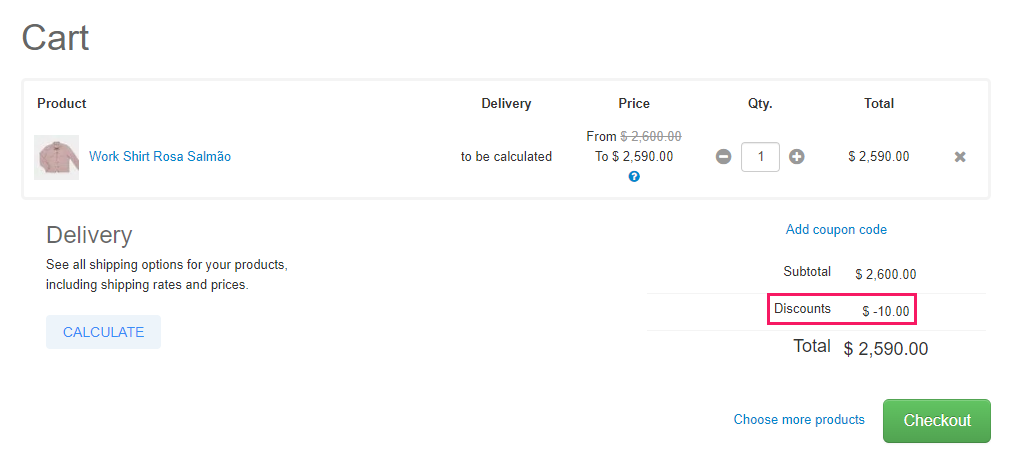 Cart
Product Delivery Price Qty. Total
From $ 2,600.00
Work Shirt Rosa Salmão to be calculated To $ 2,590.00 1 $ 2,590.00
Delivery
See all shipping options for your products,
including shipping rates and prices.
CALCULATE
Add coupon code
Subtotal $ 2,600.00
Discounts $ -10.00
Total $ 2,590.00
Choose more products Checkout